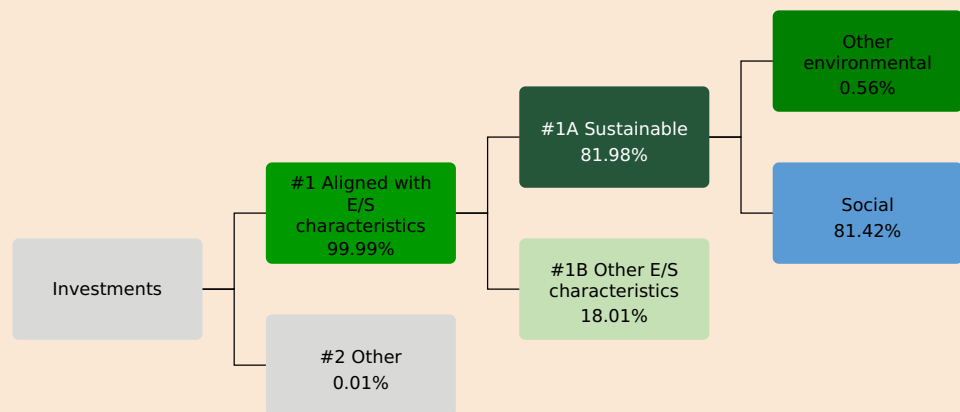 Investments
#1 Aligned with
E/S
characteristics
99.99%
#2 Other
0.01%
#1A Sustainable
81.98%
#1B Other E/S
characteristics
18.01%
Other
environmental
0.56%
Social
81.42%